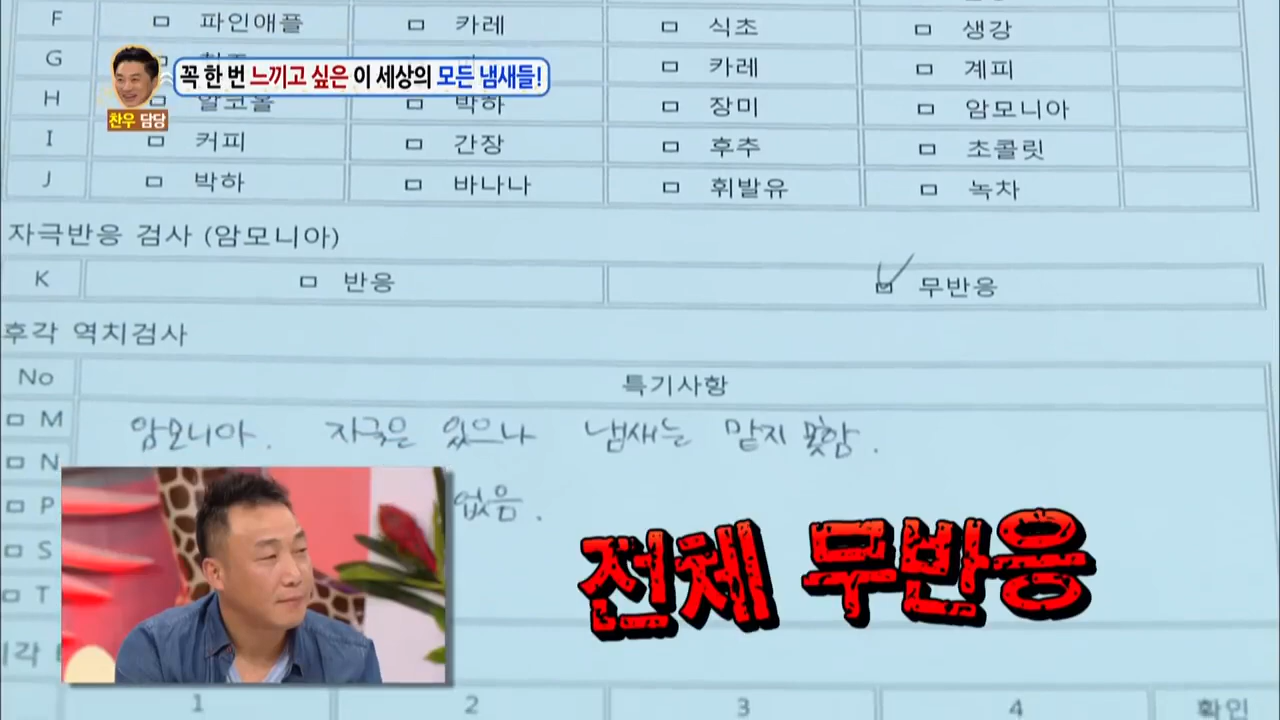 F 파인애플 카레 식초 생강
G 카레 계피
꼭 한 번 느끼고 싶은 이 세상의 모든 냄새들!
찬우 담당
H 알코올 박하 장미 암모니아
I 커피 간장 후추 초콜릿
J 박하 바나나 휘발유 녹차
자극반응 검사 (암모니아)
K 반응 무반응
후각 역치검사
No 특기사항
M 암모니아. 자극은 있으나 냄새는 맡지 못함.
N
P 없음.
S
T
전체 무반응
1 2 3 4 확인